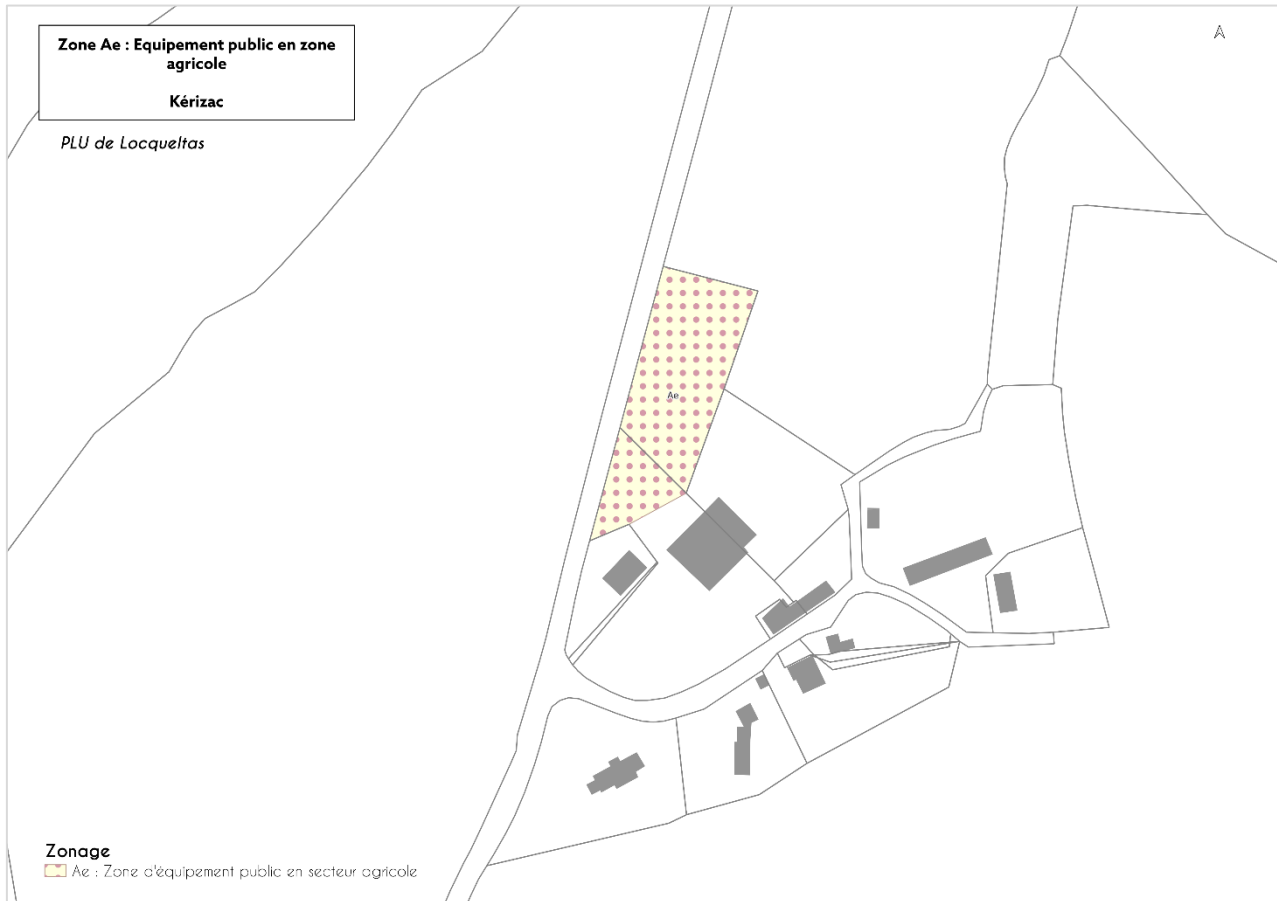 Zone Ae : Equipement public en zone
agricole
Kérizac
PLU de Locqueltas
Ae
Zonage
Ae : Zone d'équipement public en secteur agricole